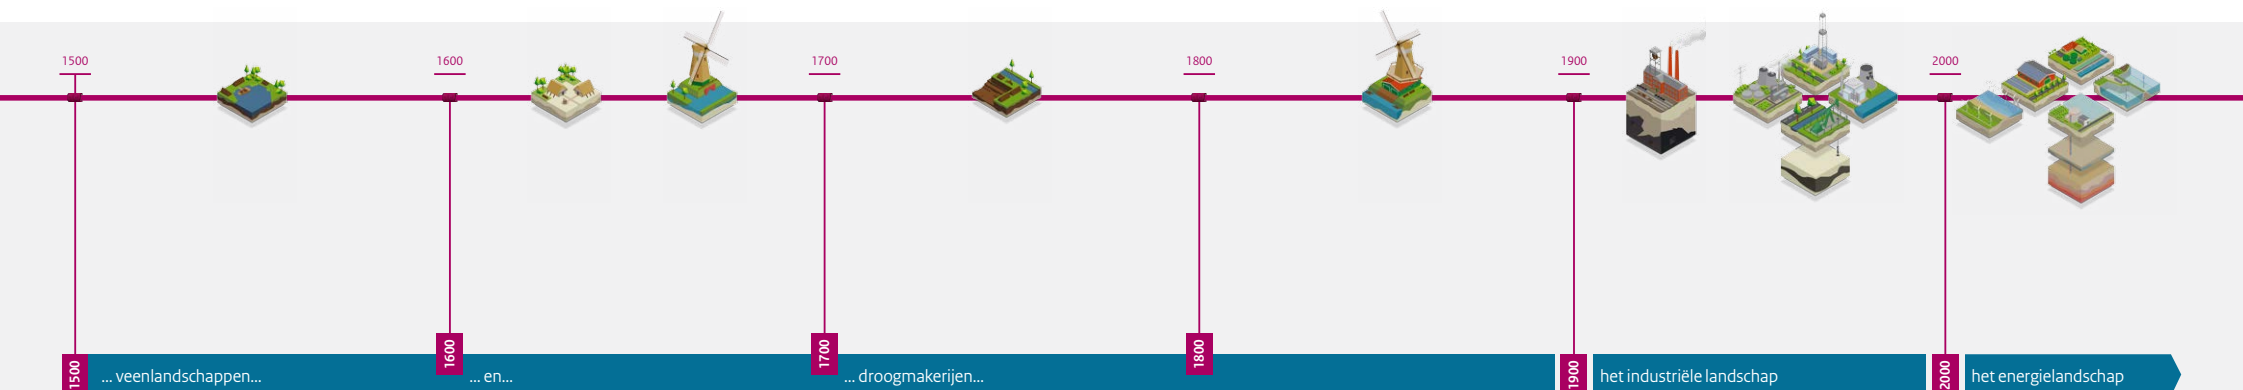 1500
1600
1700
1800
1900
2000
1500
1600
1700
1800
1900
2000
... veenlandschappen...
... en...
... droogmakerijen...
het industriële landschap
het energielandschap